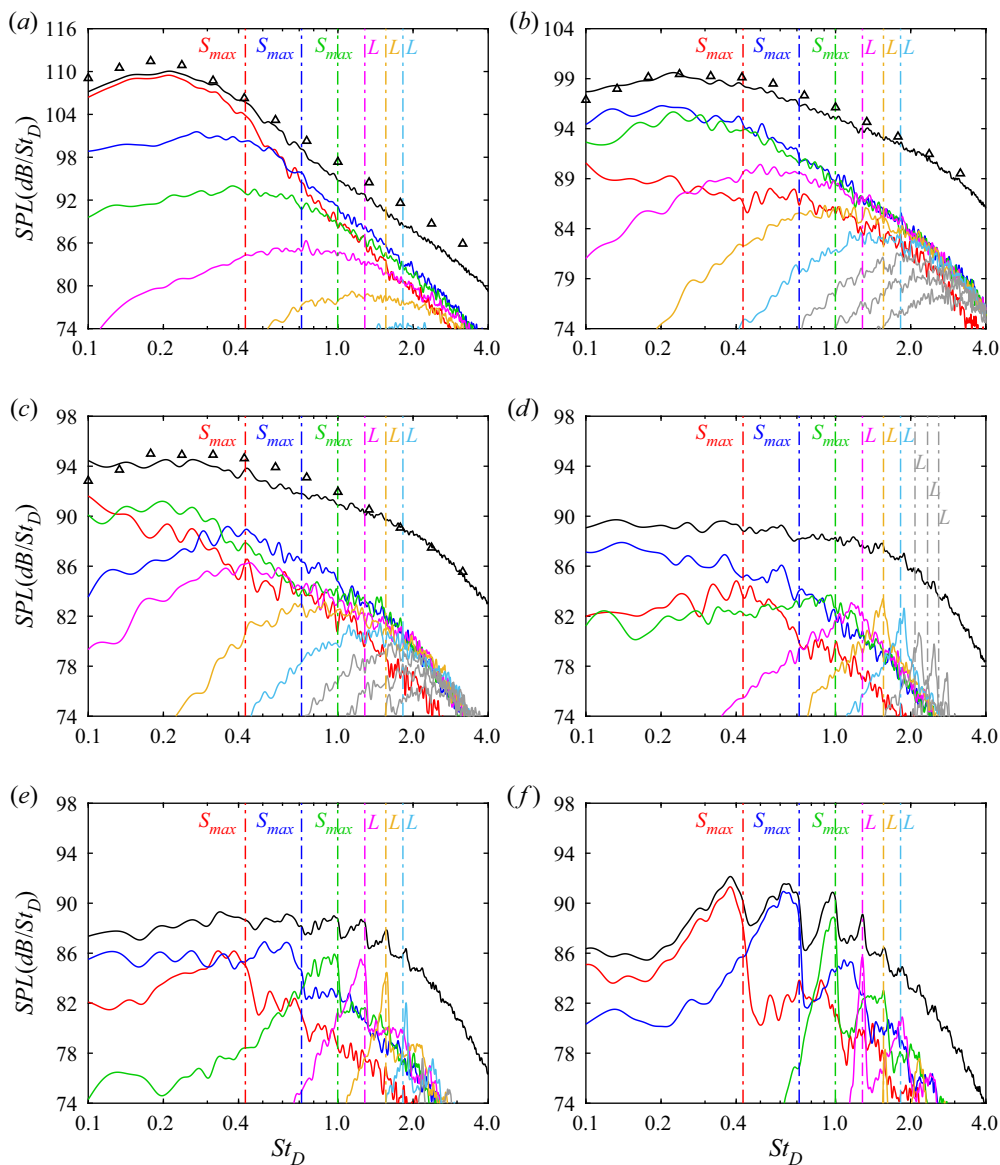 (a) (b)
116 104
S_max S_max S_max L L L S_max S_max S_max L L L
110 99
104 94
SPL(dB/St_D) 98 89
92 84
86 79
80 74
74
0.1 0.2 0.4 1.0 2.0 4.0 0.1 0.2 0.4 1.0 2.0 4.0
(c) (d)
98 98
S_max S_max S_max L L L S_max S_max S_max L L L
94 94
L
L
L
90 90
SPL(dB/St_D) 86 86
82 82
78 78
74 74
0.1 0.2 0.4 1.0 2.0 4.0 0.1 0.2 0.4 1.0 2.0 4.0
(e) (f)
98 98
S_max S_max S_max L L L S_max S_max S_max L L L
94 94
90 90
SPL(dB/St_D) 86 86
82 82
78 78
74 74
0.1 0.2 0.4 1.0 2.0 4.0 0.1 0.2 0.4 1.0 2.0 4.0
St_D St_D